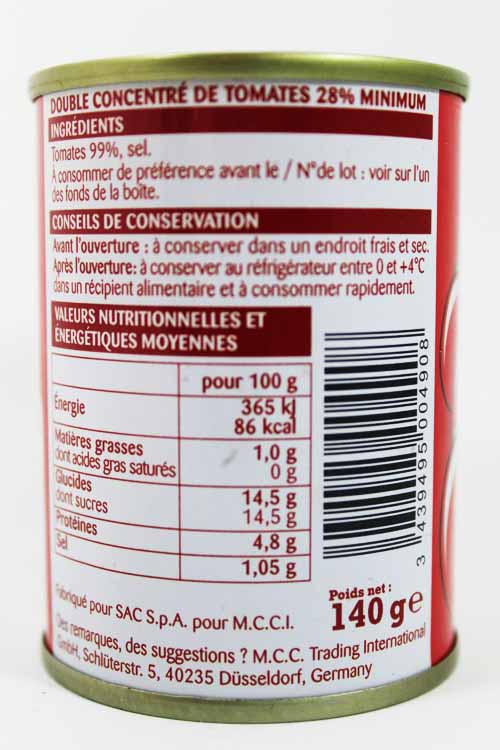 DOUBLE CONCENTRÉ DE TOMATES 28% MINIMUM
INGRÉDIENTS
Tomates 99%, sel.
À consommer de préférence avant le / N°de lot : voir sur l'un
des fonds de la boîte.
CONSEILS DE CONSERVATION
Avant l'ouverture : à conserver dans un endroit frais et sec.
Après l'ouverture: à conserver au réfrigérateur entre 0 et +4°C
dans un récipient alimentaire et à consommer rapidement.
VALEURS NUTRITIONNELLES ET
ÉNERGÉTIQUES MOYENNES
pour 100 g
Énergie 365 kj
86 kcal
Matières grasses 1,0 g
dont acides gras saturés 0 g
Glucides 14,5 g
dont sucres 14,5 g
Protéines 4,8 g
Sel 1,05 g
3 439495 004908
Fabriqué pour SAC S.p.A. pour M.C.C.I.
Poids net :
140 g e
Des remarques, des suggestions ? M.C.C. Trading International
GmbH, Schlüterstr. 5, 40235 Düsseldorf, Germany